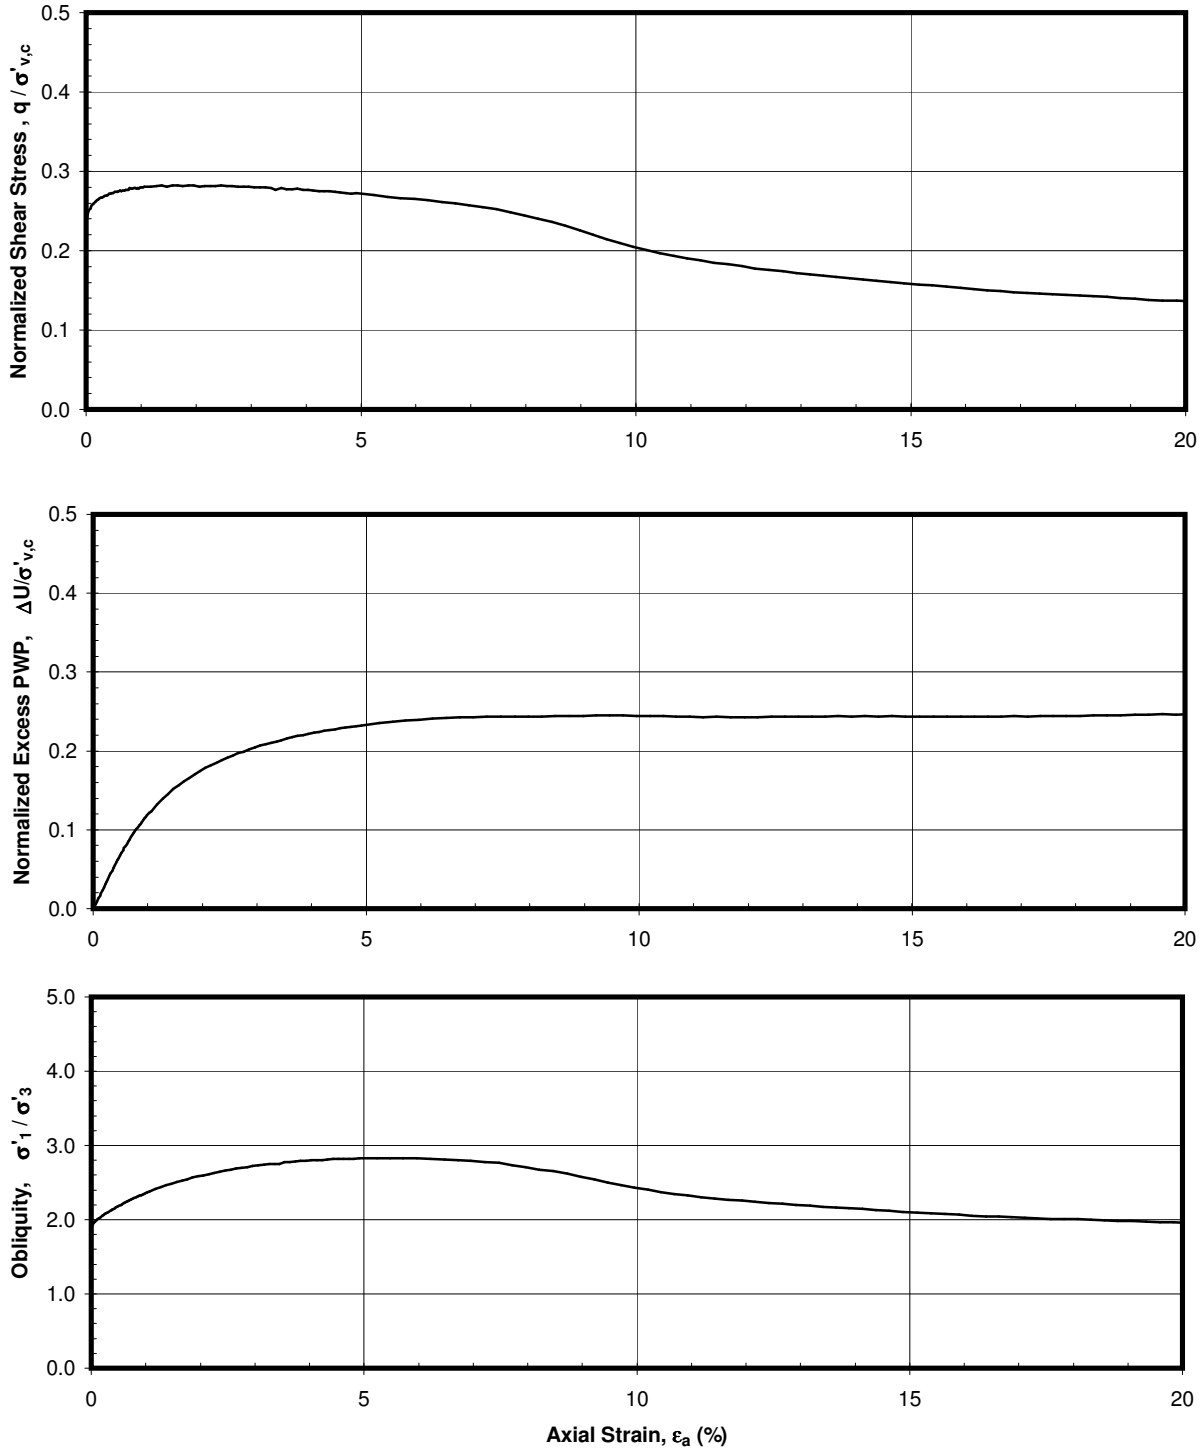 Normalized Shear Stress , q / σ'v,c
0.5
0.4
0.3
0.2
0.1
0.0
0 5 10 15 20
Normalized Excess PWP, ΔU/σ'v,c
0.5
0.4
0.3
0.2
0.1
0.0
0 5 10 15 20
Obliquity, σ'1 / σ'3
5.0
4.0
3.0
2.0
1.0
0.0
0 5 10 15 20
Axial Strain, εa (%)